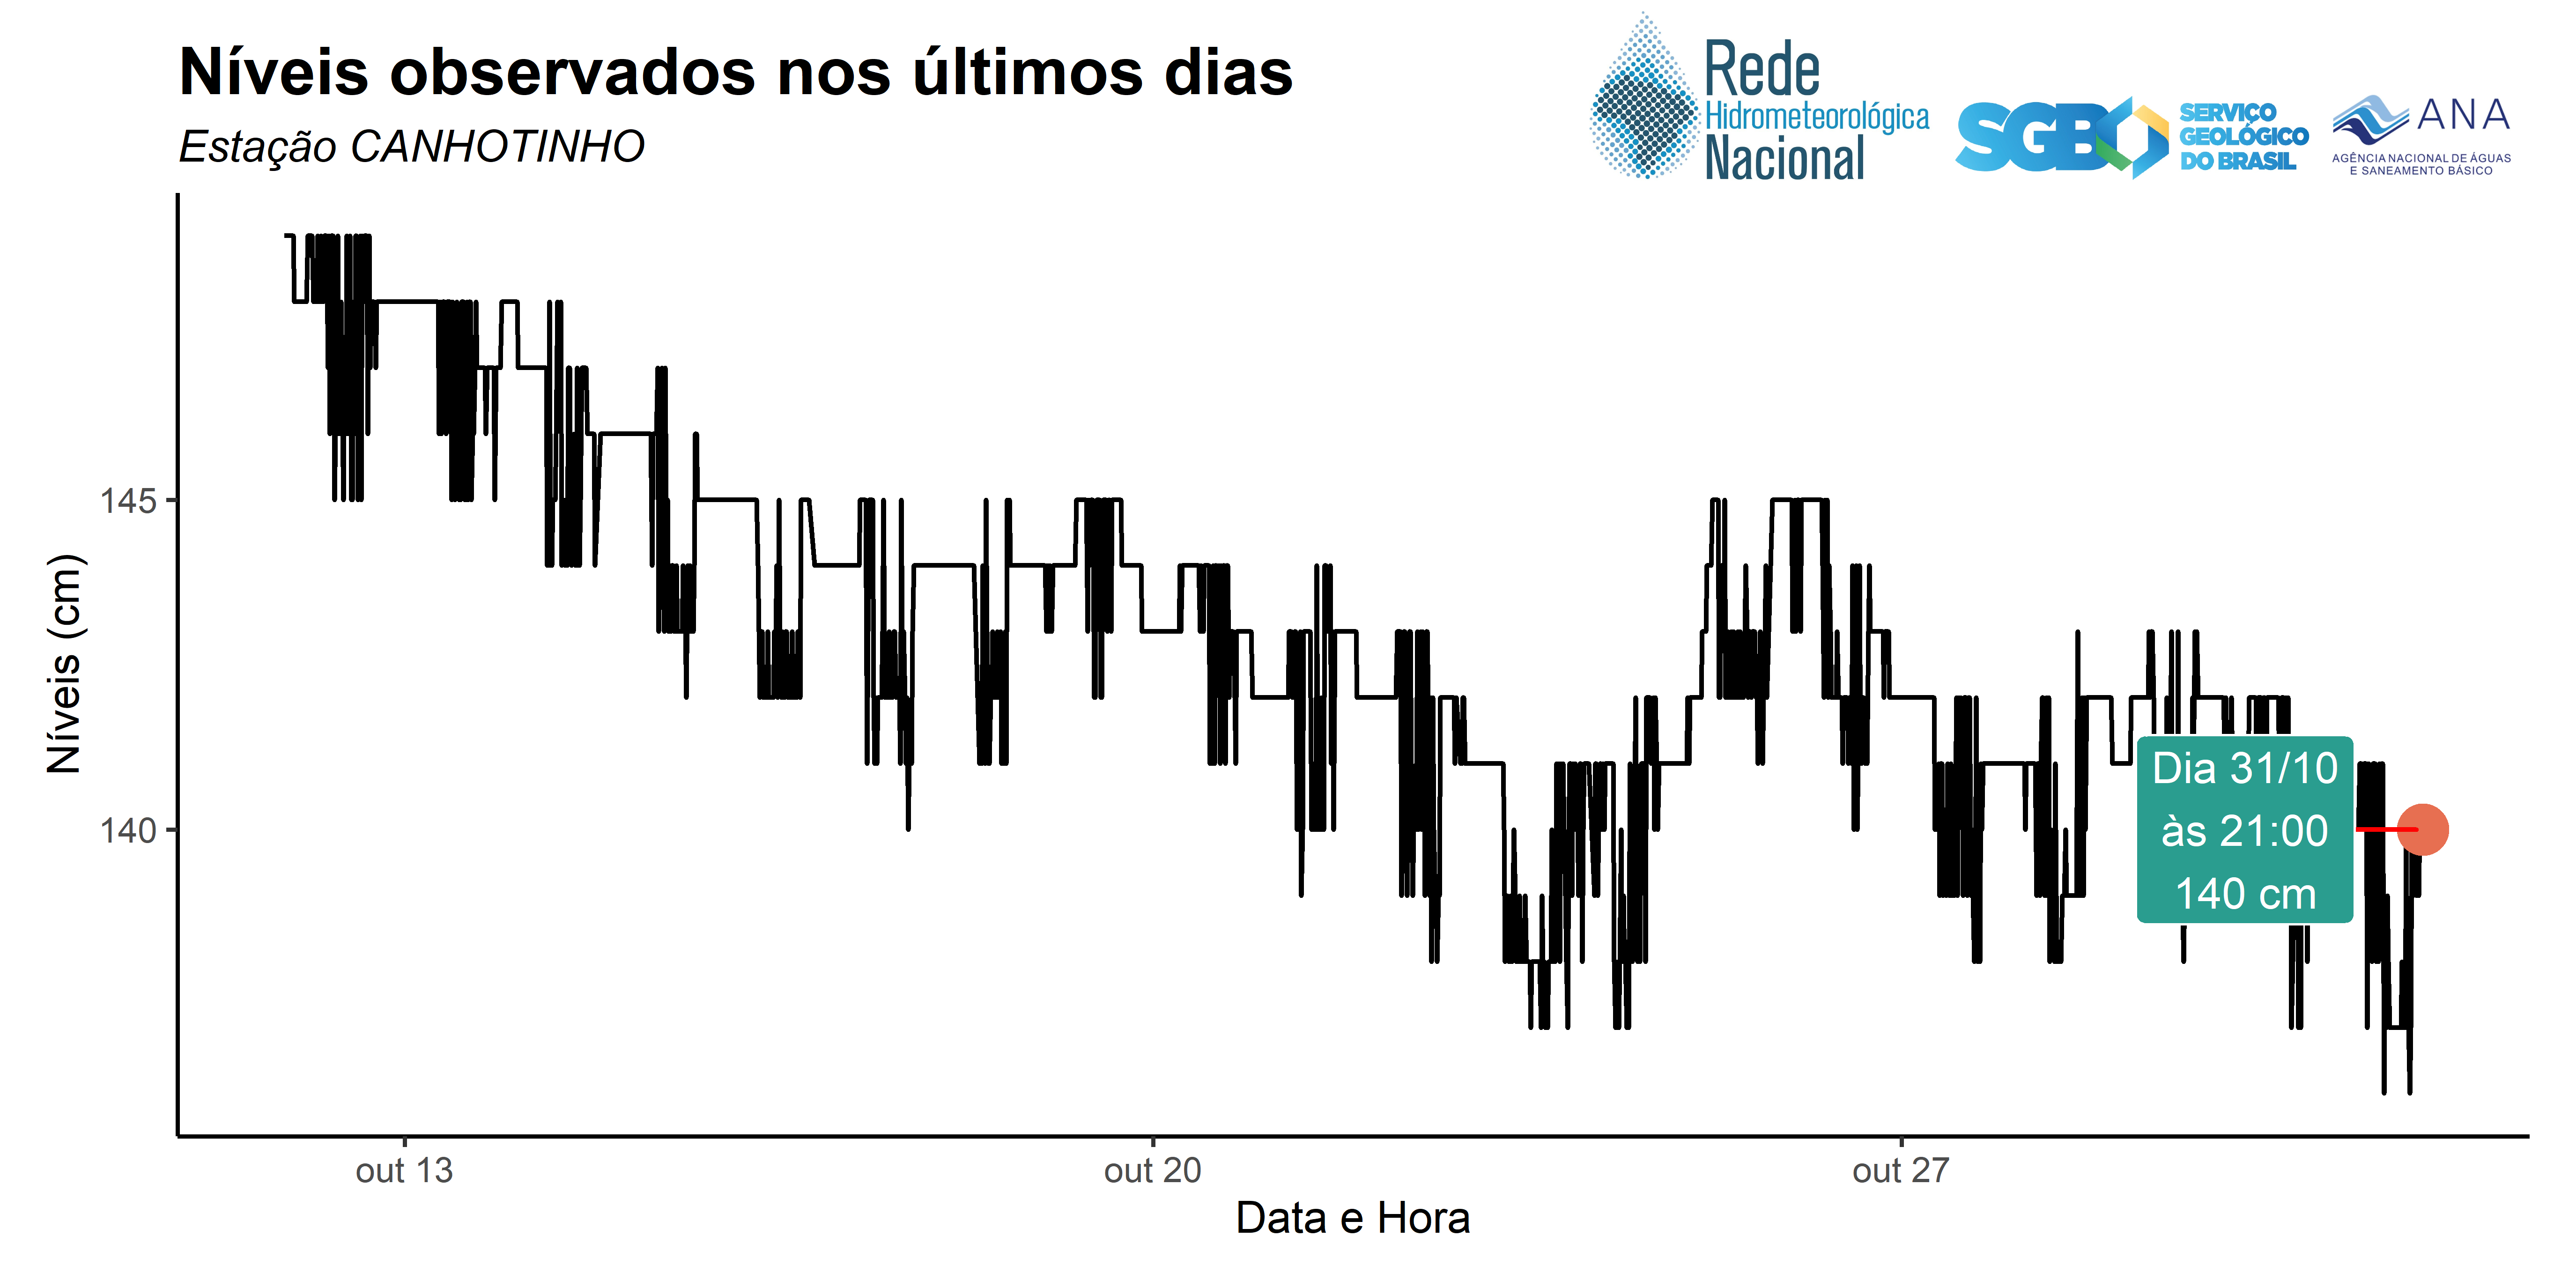 Níveis observados nos últimos dias
Estação CANHOTINHO
Rede
Hidrometeorológica
Nacional
SGB
SERVIÇO
GEOLÓGICO
DO BRASIL
ANA
AGÊNCIA NACIONAL DE ÁGUAS
E SANEAMENTO BÁSICO
Níveis (cm)
145
140
Dia 31/10
às 21:00
140 cm
out 13
out 20
out 27
Data e Hora